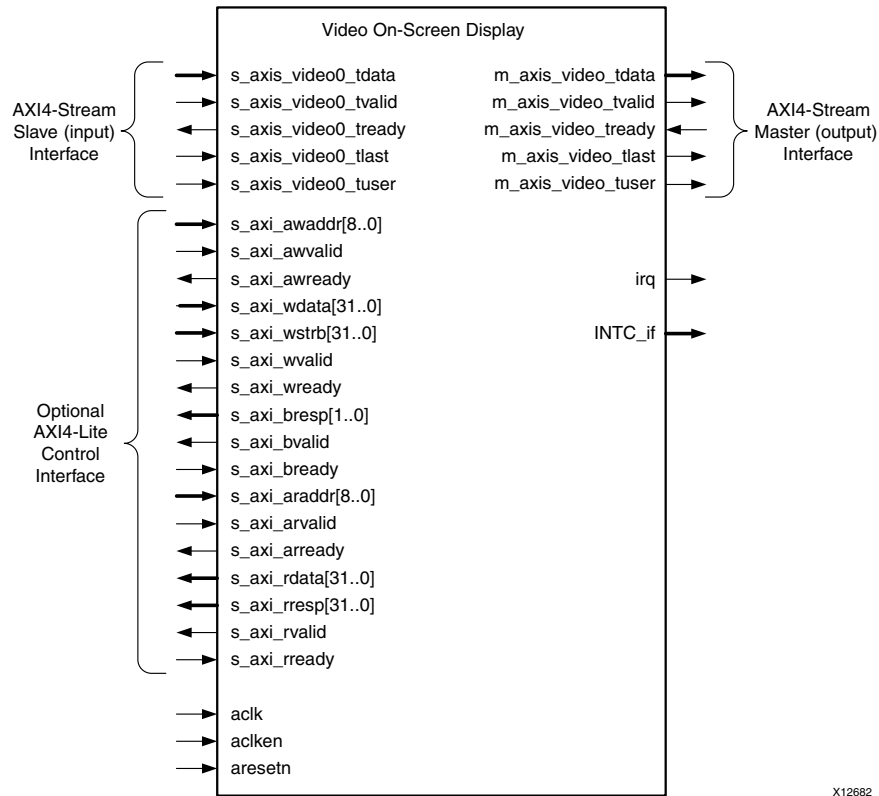 Video On-Screen Display
AXI4-Stream
Slave (input)
Interface
s_axis_video0_tdata
s_axis_video0_tvalid
s_axis_video0_tready
s_axis_video0_tlast
s_axis_video0_tuser
m_axis_video_tdata
m_axis_video_tvalid
m_axis_video_tready
m_axis_video_tlast
m_axis_video_tuser
AXI4-Stream
Master (output)
Interface
Optional
AXI4-Lite
Control
Interface
s_axi_awaddr[8..0]
s_axi_awvalid
s_axi_awready
s_axi_wdata[31..0]
s_axi_wstrb[31..0]
s_axi_wvalid
s_axi_wready
s_axi_bresp[1..0]
s_axi_bvalid
s_axi_bready
s_axi_araddr[8..0]
s_axi_arvalid
s_axi_arready
s_axi_rdata[31..0]
s_axi_rresp[31..0]
s_axi_rvalid
s_axi_rready
irq
INTC_if
aclk
aclken
aresetn
X12682